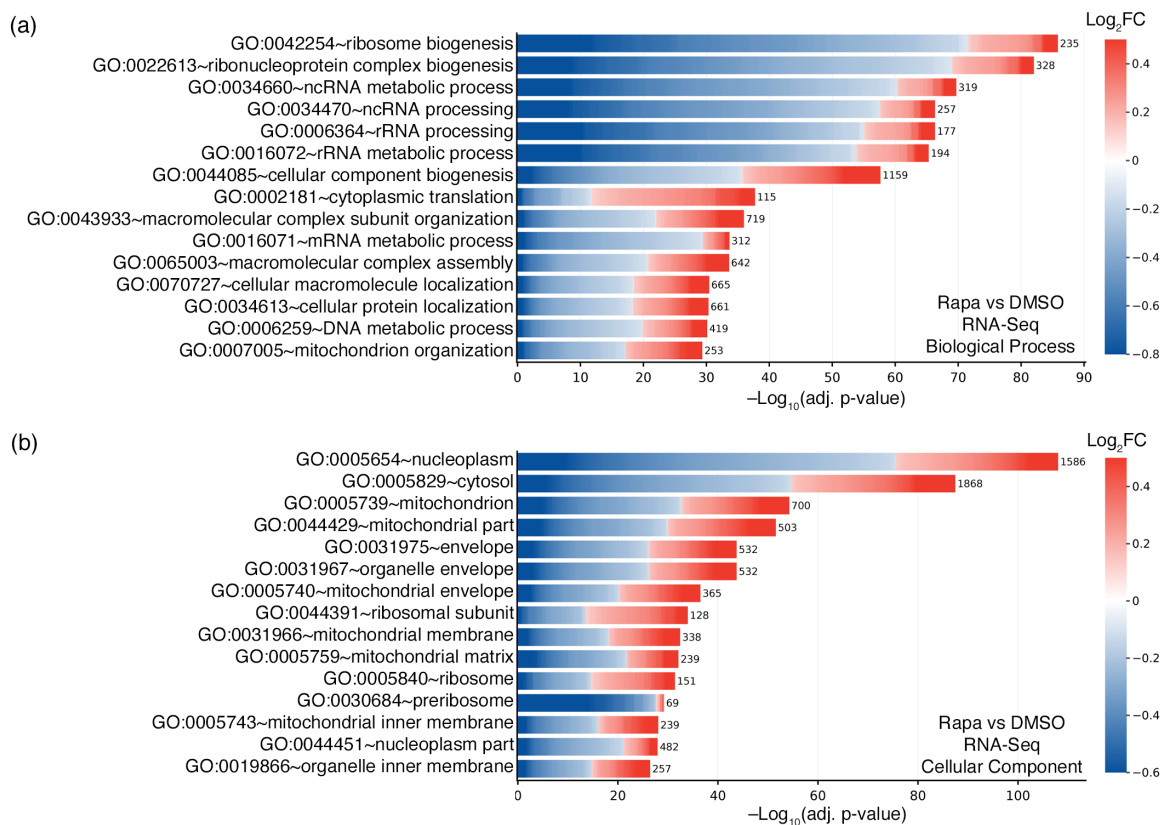 (a)
Log2FC
GO:0042254~ribosome biogenesis 235
GO:0022613~ribonucleoprotein complex biogenesis 328
GO:0034660~ncRNA metabolic process 319
GO:0034470~ncRNA processing 257
GO:0006364~rRNA processing 177
GO:0016072~rRNA metabolic process 194
GO:0044085~cellular component biogenesis 1159
GO:0002181~cytoplasmic translation 115
GO:0043933~macromolecular complex subunit organization 719
GO:0016071~mRNA metabolic process 312
GO:0065003~macromolecular complex assembly 642
GO:0070727~cellular macromolecule localization 665
GO:0034613~cellular protein localization 661
GO:0006259~DNA metabolic process 419
GO:0007005~mitochondrion organization 253
Rapa vs DMSO
RNA-Seq
Biological Process
0.4
0.2
0
−0.2
−0.4
−0.6
−0.8
0 10 20 30 40 50 60 70 80 90
–Log10(adj. p-value)
(b)
Log2FC
GO:0005654~nucleoplasm 1586
GO:0005829~cytosol 1868
GO:0005739~mitochondrion 700
GO:0044429~mitochondrial part 503
GO:0031975~envelope 532
GO:0031967~organelle envelope 532
GO:0005740~mitochondrial envelope 365
GO:0044391~ribosomal subunit 128
GO:0031966~mitochondrial membrane 338
GO:0005759~mitochondrial matrix 239
GO:0005840~ribosome 151
GO:0030684~preribosome 69
GO:0005743~mitochondrial inner membrane 239
GO:0044451~nucleoplasm part 482
GO:0019866~organelle inner membrane 257
Rapa vs DMSO
RNA-Seq
Cellular Component
0.4
0.2
0
−0.2
−0.4
−0.6
0 20 40 60 80 100
–Log10(adj. p-value)